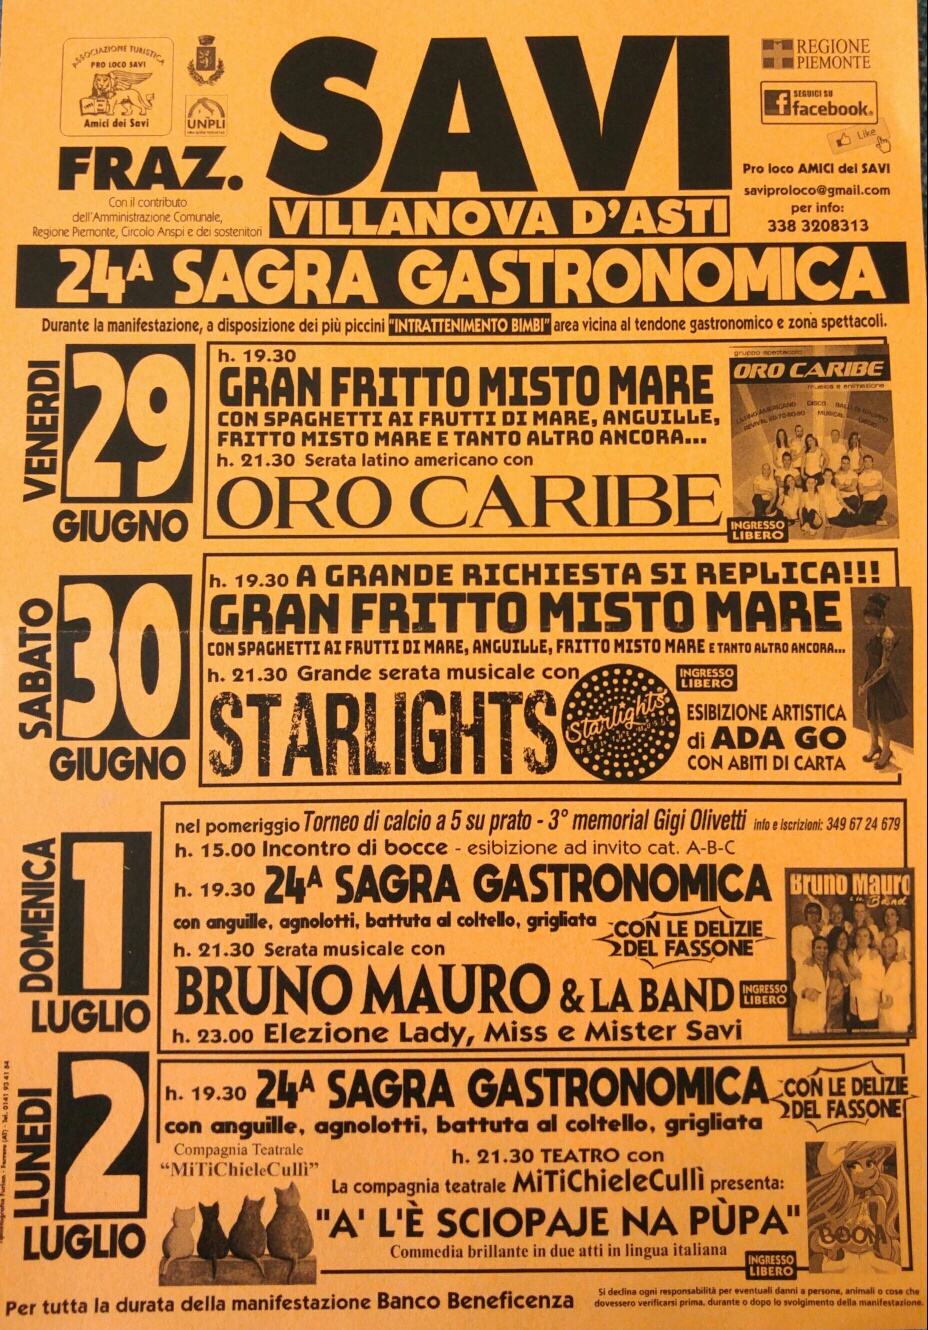 ASSOCIAZIONE TURISTICA
PRO LOCO SAVI
Amici dei Savi
UNPLI
SAVI
REGIONE
PIEMONTE
SEGUICI SU
facebook.
Like
FRAZ.
Con il contributo
dell'Amministrazione Comunale,
Regione Piemonte, Circolo Anspi e dei sostenitori
VILLANOVA D'ASTI
Pro loco AMICI dei SAVI
saviproloco@gmail.com
per info:
338 3208313
24ª SAGRA GASTRONOMICA
Durante la manifestazione, a disposizione dei più piccini "INTRATTENIMENTO BIMBI" area vicina al tendone gastronomico e zona spettacoli.
VENERDI
29
GIUGNO
h. 19.30
GRAN FRITTO MISTO MARE
CON SPAGHETTI AI FRUTTI DI MARE, ANGUILLE,
FRITTO MISTO MARE E TANTO ALTRO ANCORA...
h. 21.30 Serata latino americano con
ORO CARIBE
gruppo spettacolo
ORO CARIBE
musica e animazione
INGRESSO
LIBERO
SABATO
30
GIUGNO
h. 19.30 A GRANDE RICHIESTA SI REPLICA!!!
GRAN FRITTO MISTO MARE
CON SPAGHETTI AI FRUTTI DI MARE, ANGUILLE, FRITTO MISTO MARE E TANTO ALTRO ANCORA...
h. 21.30 Grande serata musicale con
STARLIGHTS
Starlights
INGRESSO
LIBERO
ESIBIZIONE ARTISTICA
di ADA GO
CON ABITI DI CARTA
DOMENICA
1
LUGLIO
nel pomeriggio Torneo di calcio a 5 su prato - 3° memorial Gigi Olivetti info e iscrizioni: 349 67 24 679
h. 15.00 Incontro di bocce - esibizione ad invito cat. A-B-C
h. 19.30 24ª SAGRA GASTRONOMICA
con anguille, agnolotti, battuta al coltello, grigliata
CON LE DELIZIE
DEL FASSONE
h. 21.30 Serata musicale con
BRUNO MAURO & LA BAND
INGRESSO
LIBERO
Bruno Mauro
e la Band
h. 23.00 Elezione Lady, Miss e Mister Savi
LUNEDI
2
LUGLIO
h. 19.30 24ª SAGRA GASTRONOMICA
CON LE DELIZIE
DEL FASSONE
con anguille, agnolotti, battuta al coltello, grigliata
Compagnia Teatrale
"MiTiChieleCullì"
h. 21.30 TEATRO con
La compagnia teatrale MiTiChieleCullì presenta:
"A' L'È SCIOPAJE NA PÙPA"
Commedia brillante in due atti in lingua italiana
INGRESSO
LIBERO
BOOM
Per tutta la durata della manifestazione Banco Beneficenza
Si declina ogni responsabilità per eventuali danni a persone, animali o cose che
dovessero verificarsi prima, durante o dopo lo svolgimento della manifestazione.